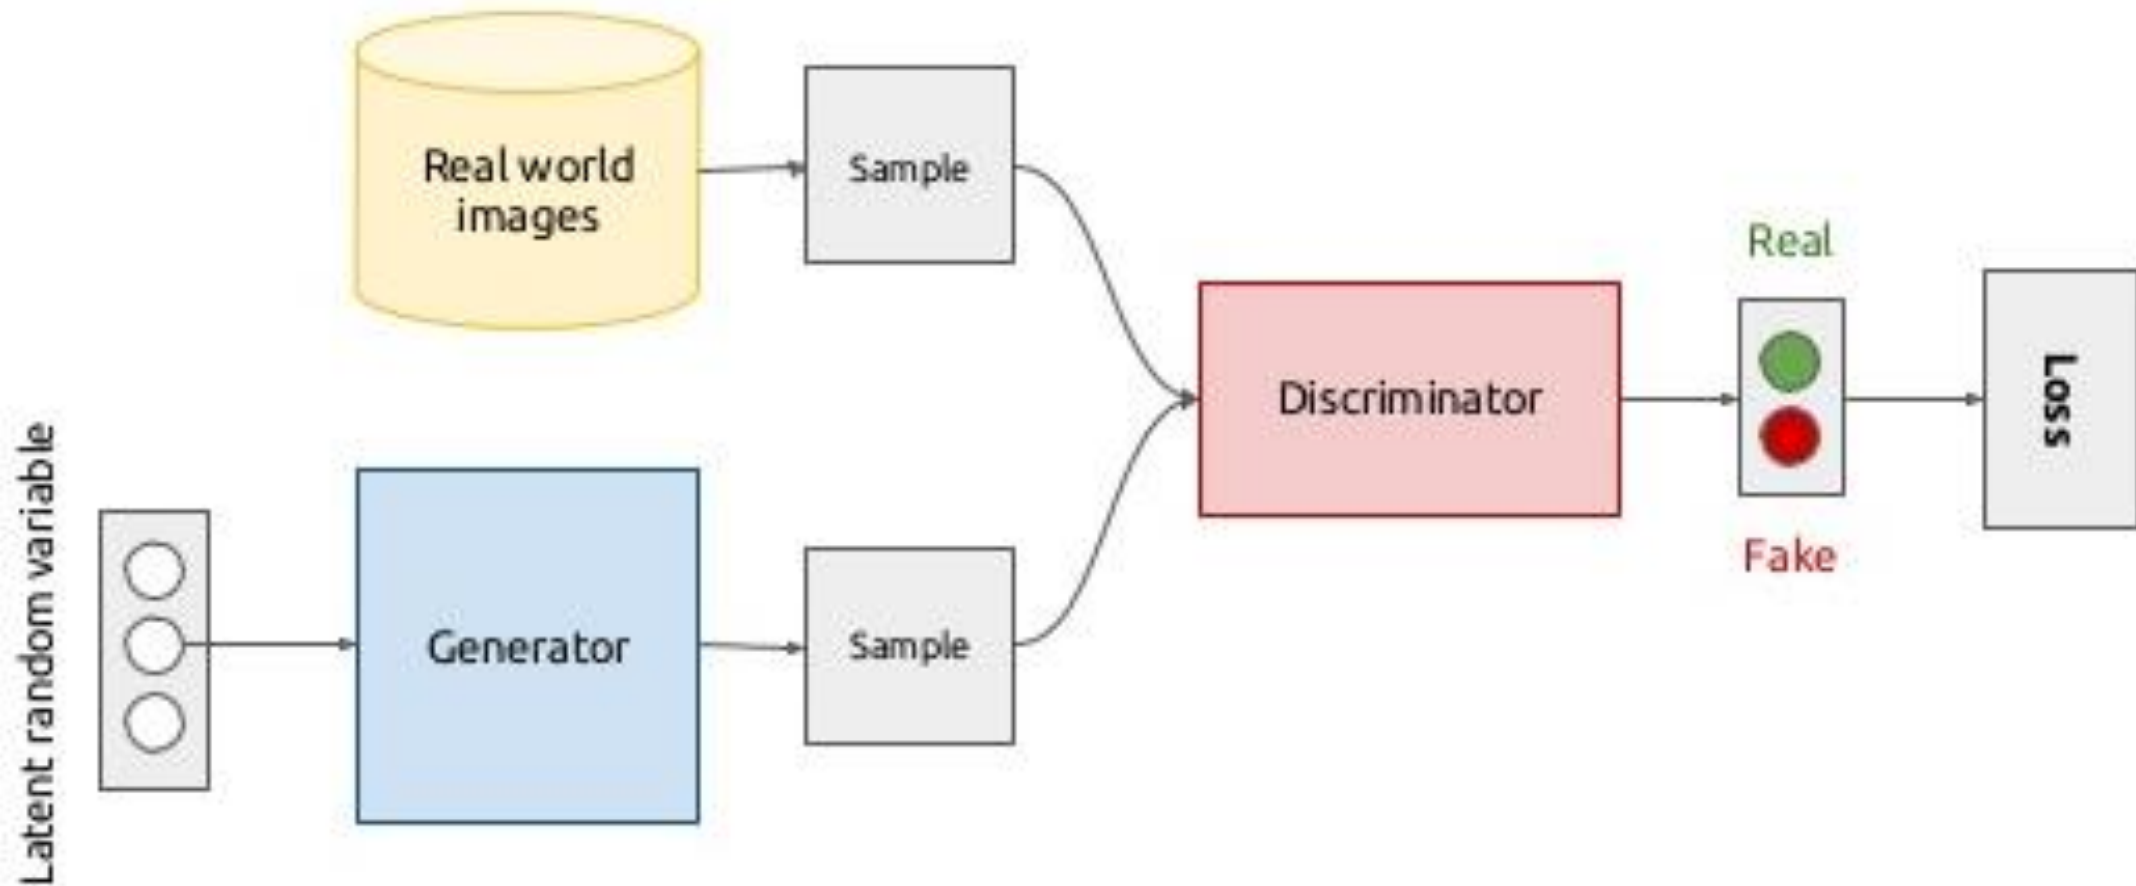 Real world
images
Sample
Real
Discriminator
Loss
Fake
Latent random variable
Generator
Sample